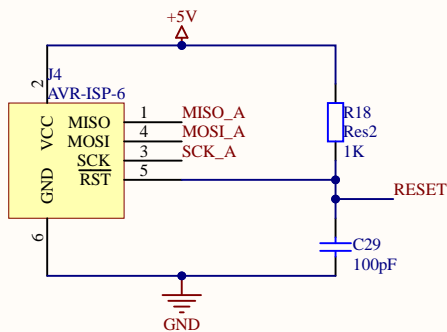 +5V
J4
AVR-ISP-6
2
VCC
GND
6
MISO
MOSI
SCK
RST
1
4
3
5
MISO_A
MOSI_A
SCK_A
R18
Res2
1K
RESET
C29
100pF
GND